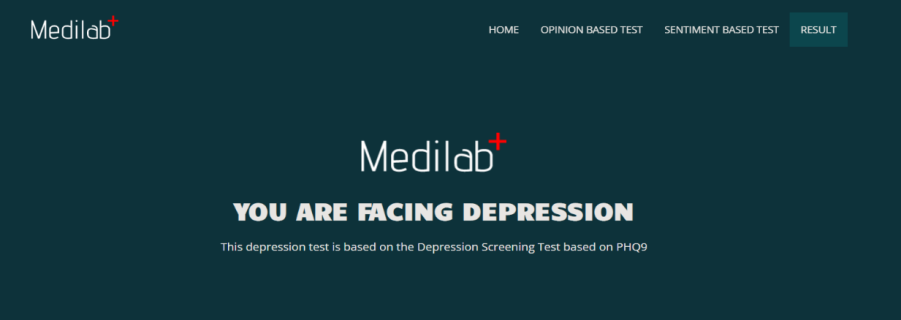 Medilab+
HOME OPINION BASED TEST SENTIMENT BASED TEST RESULT
Medilab+
YOU ARE FACING DEPRESSION
This depression test is based on the Depression Screening Test based on PHQ9